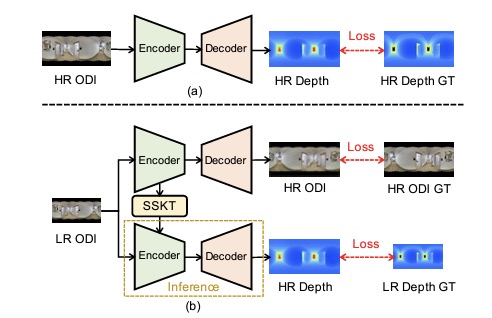 Encoder
Decoder
Loss
HR ODI
HR Depth
HR Depth GT
(a)
Encoder
Decoder
Loss
HR ODI
HR ODI GT
SSKT
LR ODI
Encoder
Decoder
Loss
Inference
HR Depth
LR Depth GT
(b)